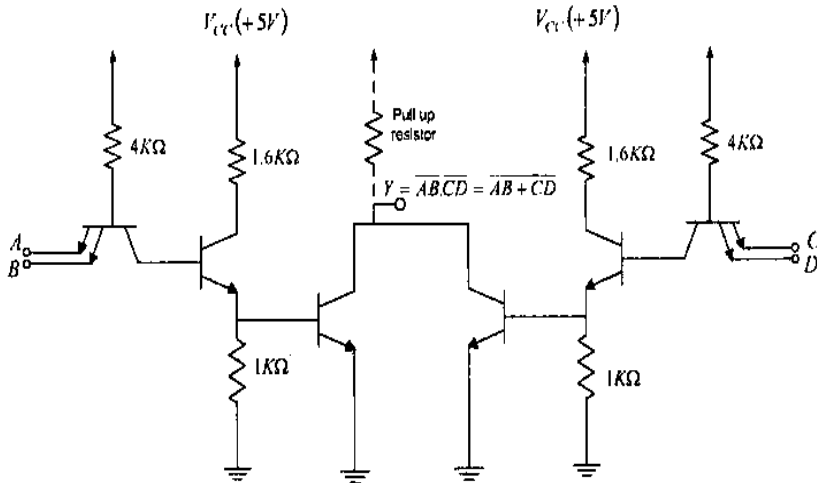 V_CC(+5V)
V_CC(+5V)
Pull up
resistor
4KΩ
1.6KΩ
1.6KΩ
4KΩ
Y = \overline{AB}.\overline{CD} = \overline{AB + CD}
A
B
C
D
1KΩ
1KΩ